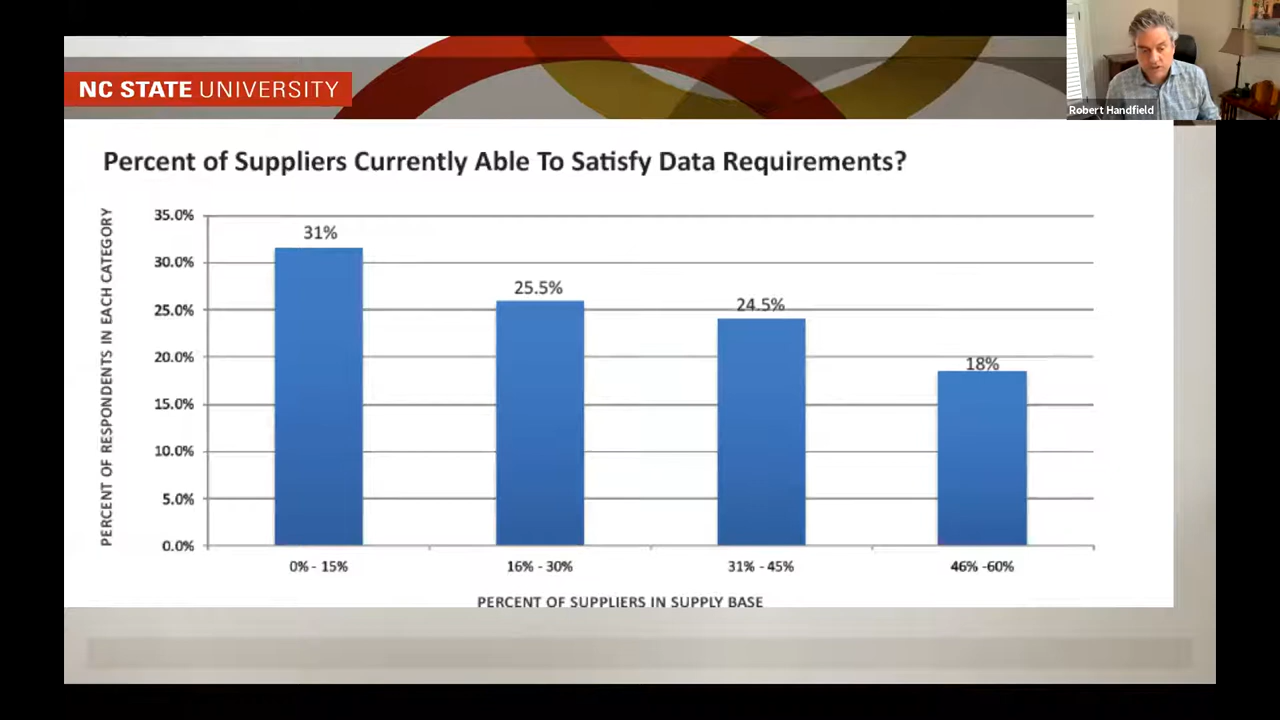 NC STATE UNIVERSITY
Robert Handfield
Percent of Suppliers Currently Able To Satisfy Data Requirements?
PERCENT OF RESPONDENTS IN EACH CATEGORY
35.0%
30.0%
25.0%
20.0%
15.0%
10.0%
5.0%
0.0%
31%
25.5%
24.5%
18%
0% - 15%
16% - 30%
31% - 45%
46% -60%
PERCENT OF SUPPLIERS IN SUPPLY BASE